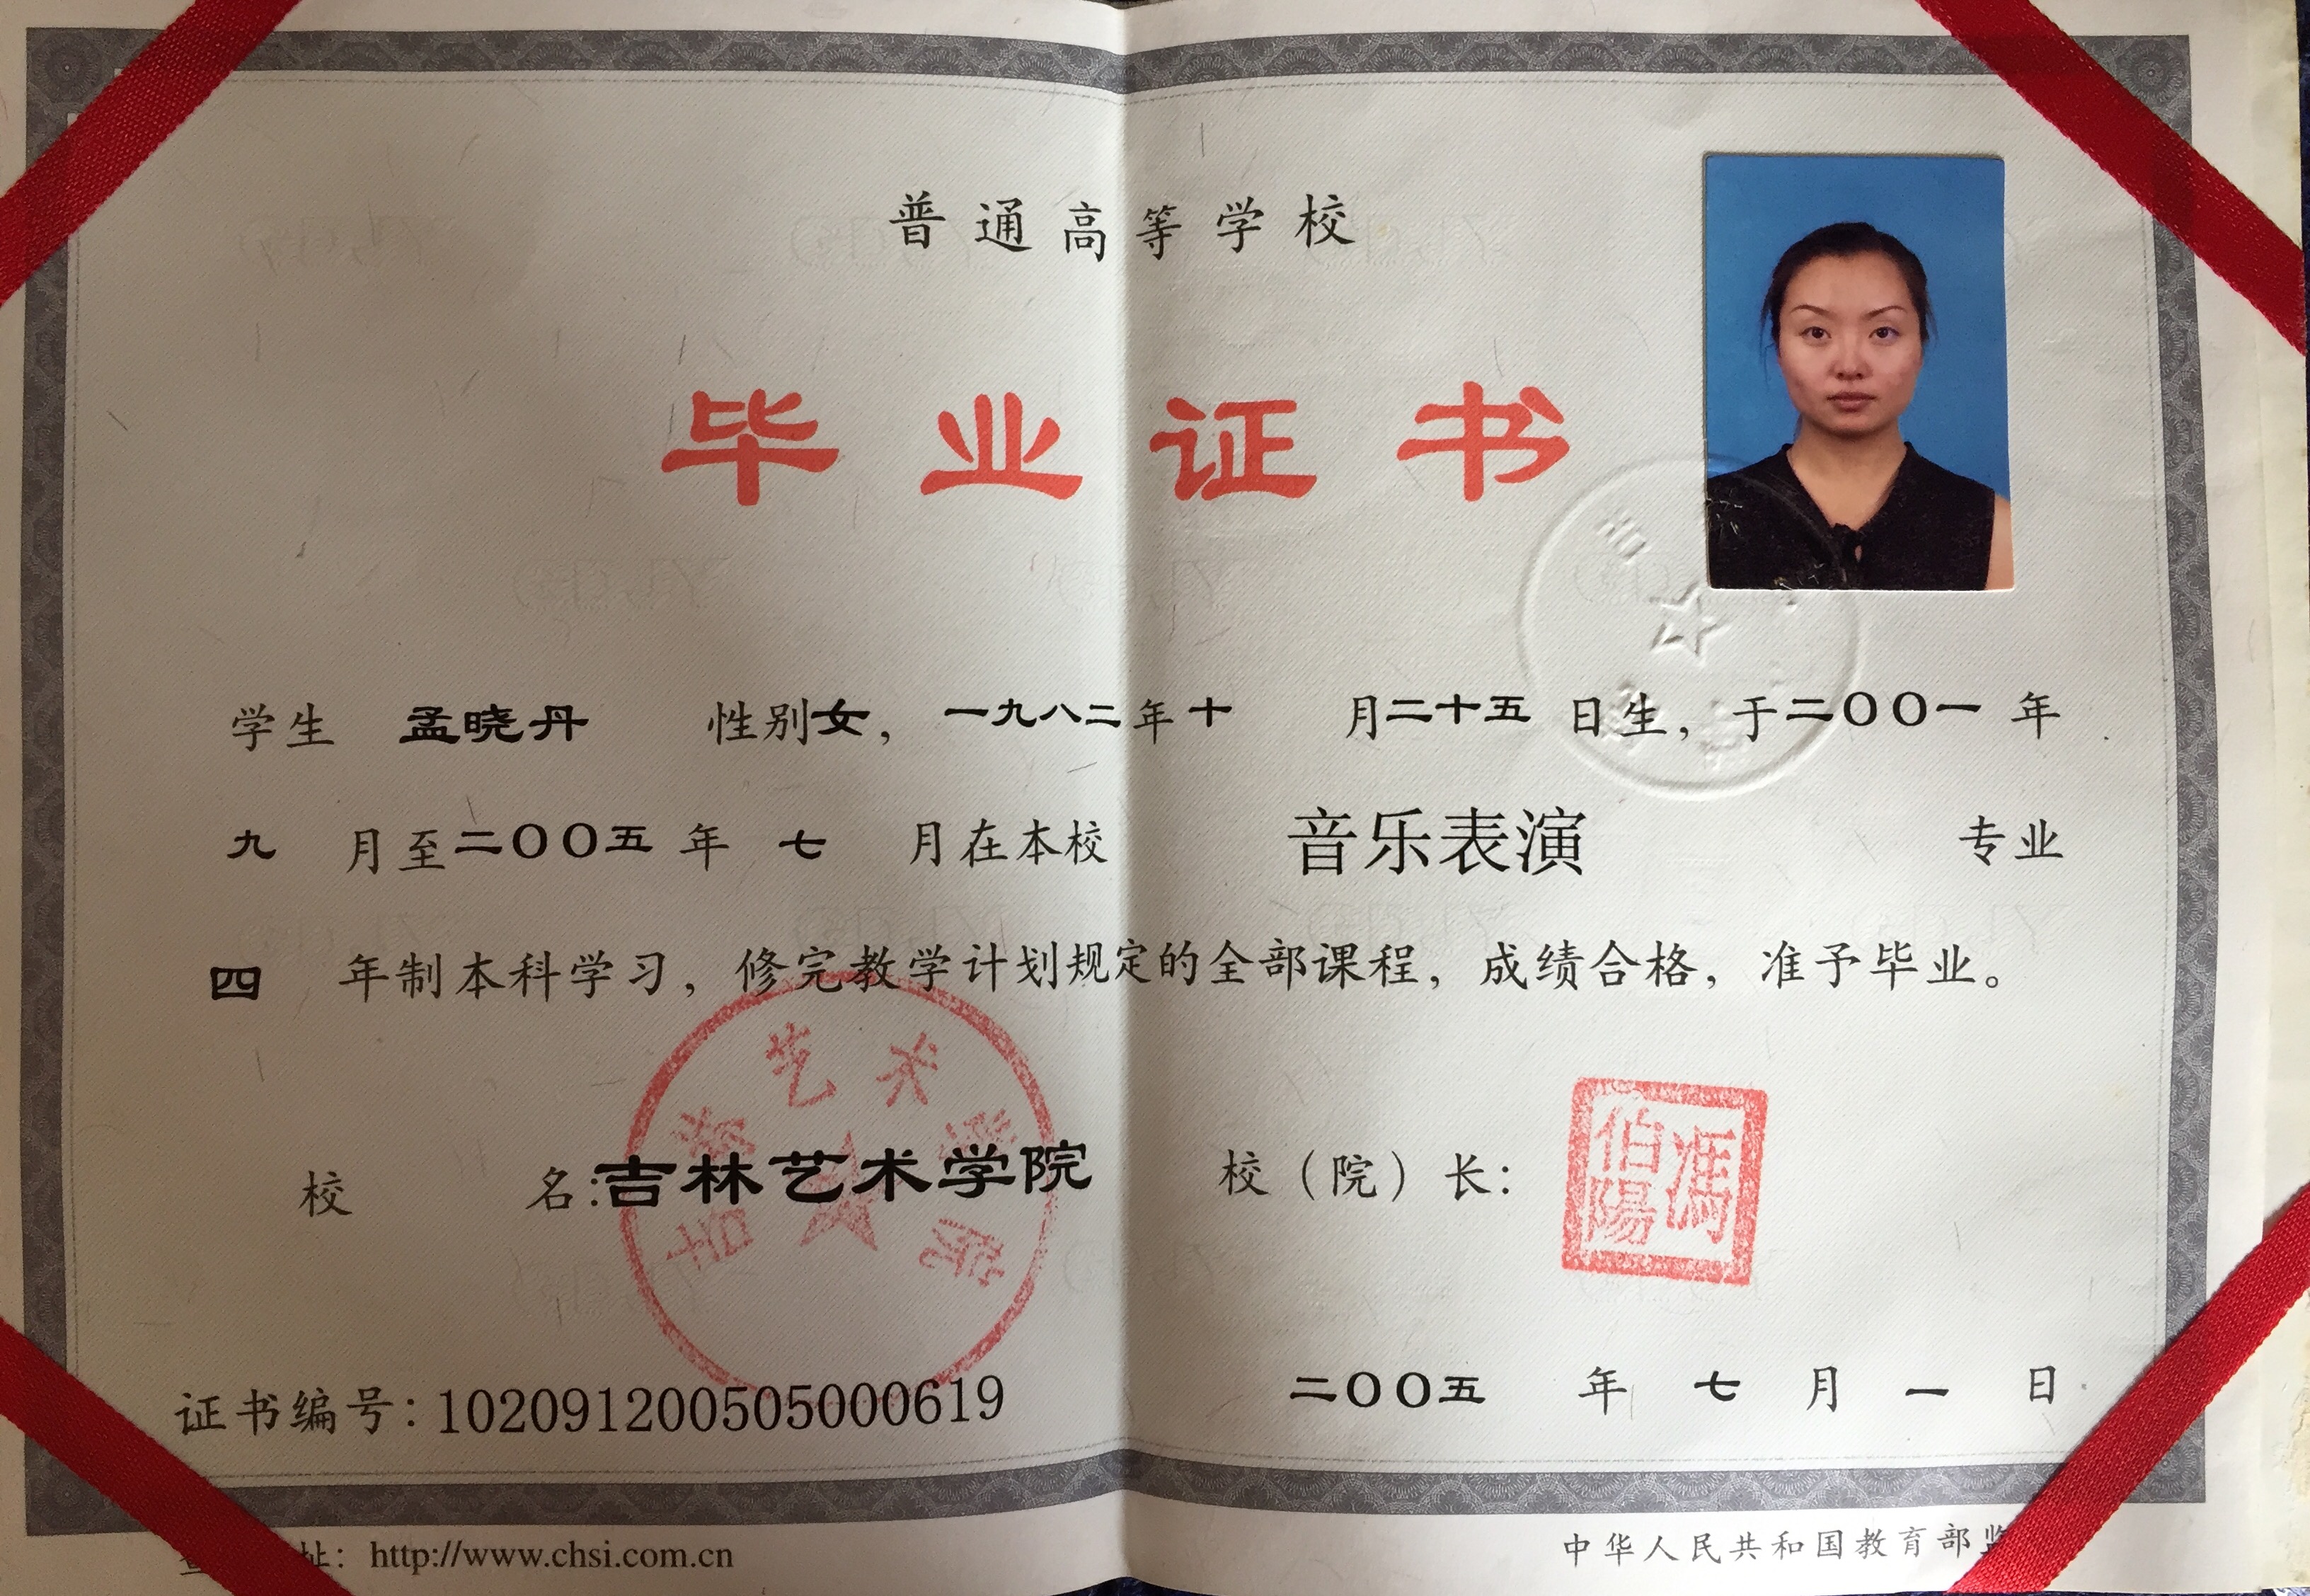 普通高等学校
毕业证书
学生 孟晓丹 性别女，一九八二年十 月二十五 日生，于二〇〇一 年
九 月至二〇〇五 年 七 月在本校 音乐表演 专业
四 年制本科学习，修完教学计划规定的全部课程，成绩合格，准予毕业。
吉林艺术学院
校 名：吉林艺术学院 校（院）长：
馮伯陽
证书编号：102091200505000619 二〇〇五 年 七 月 一 日
址：http://www.chsi.com.cn 中华人民共和国教育部监